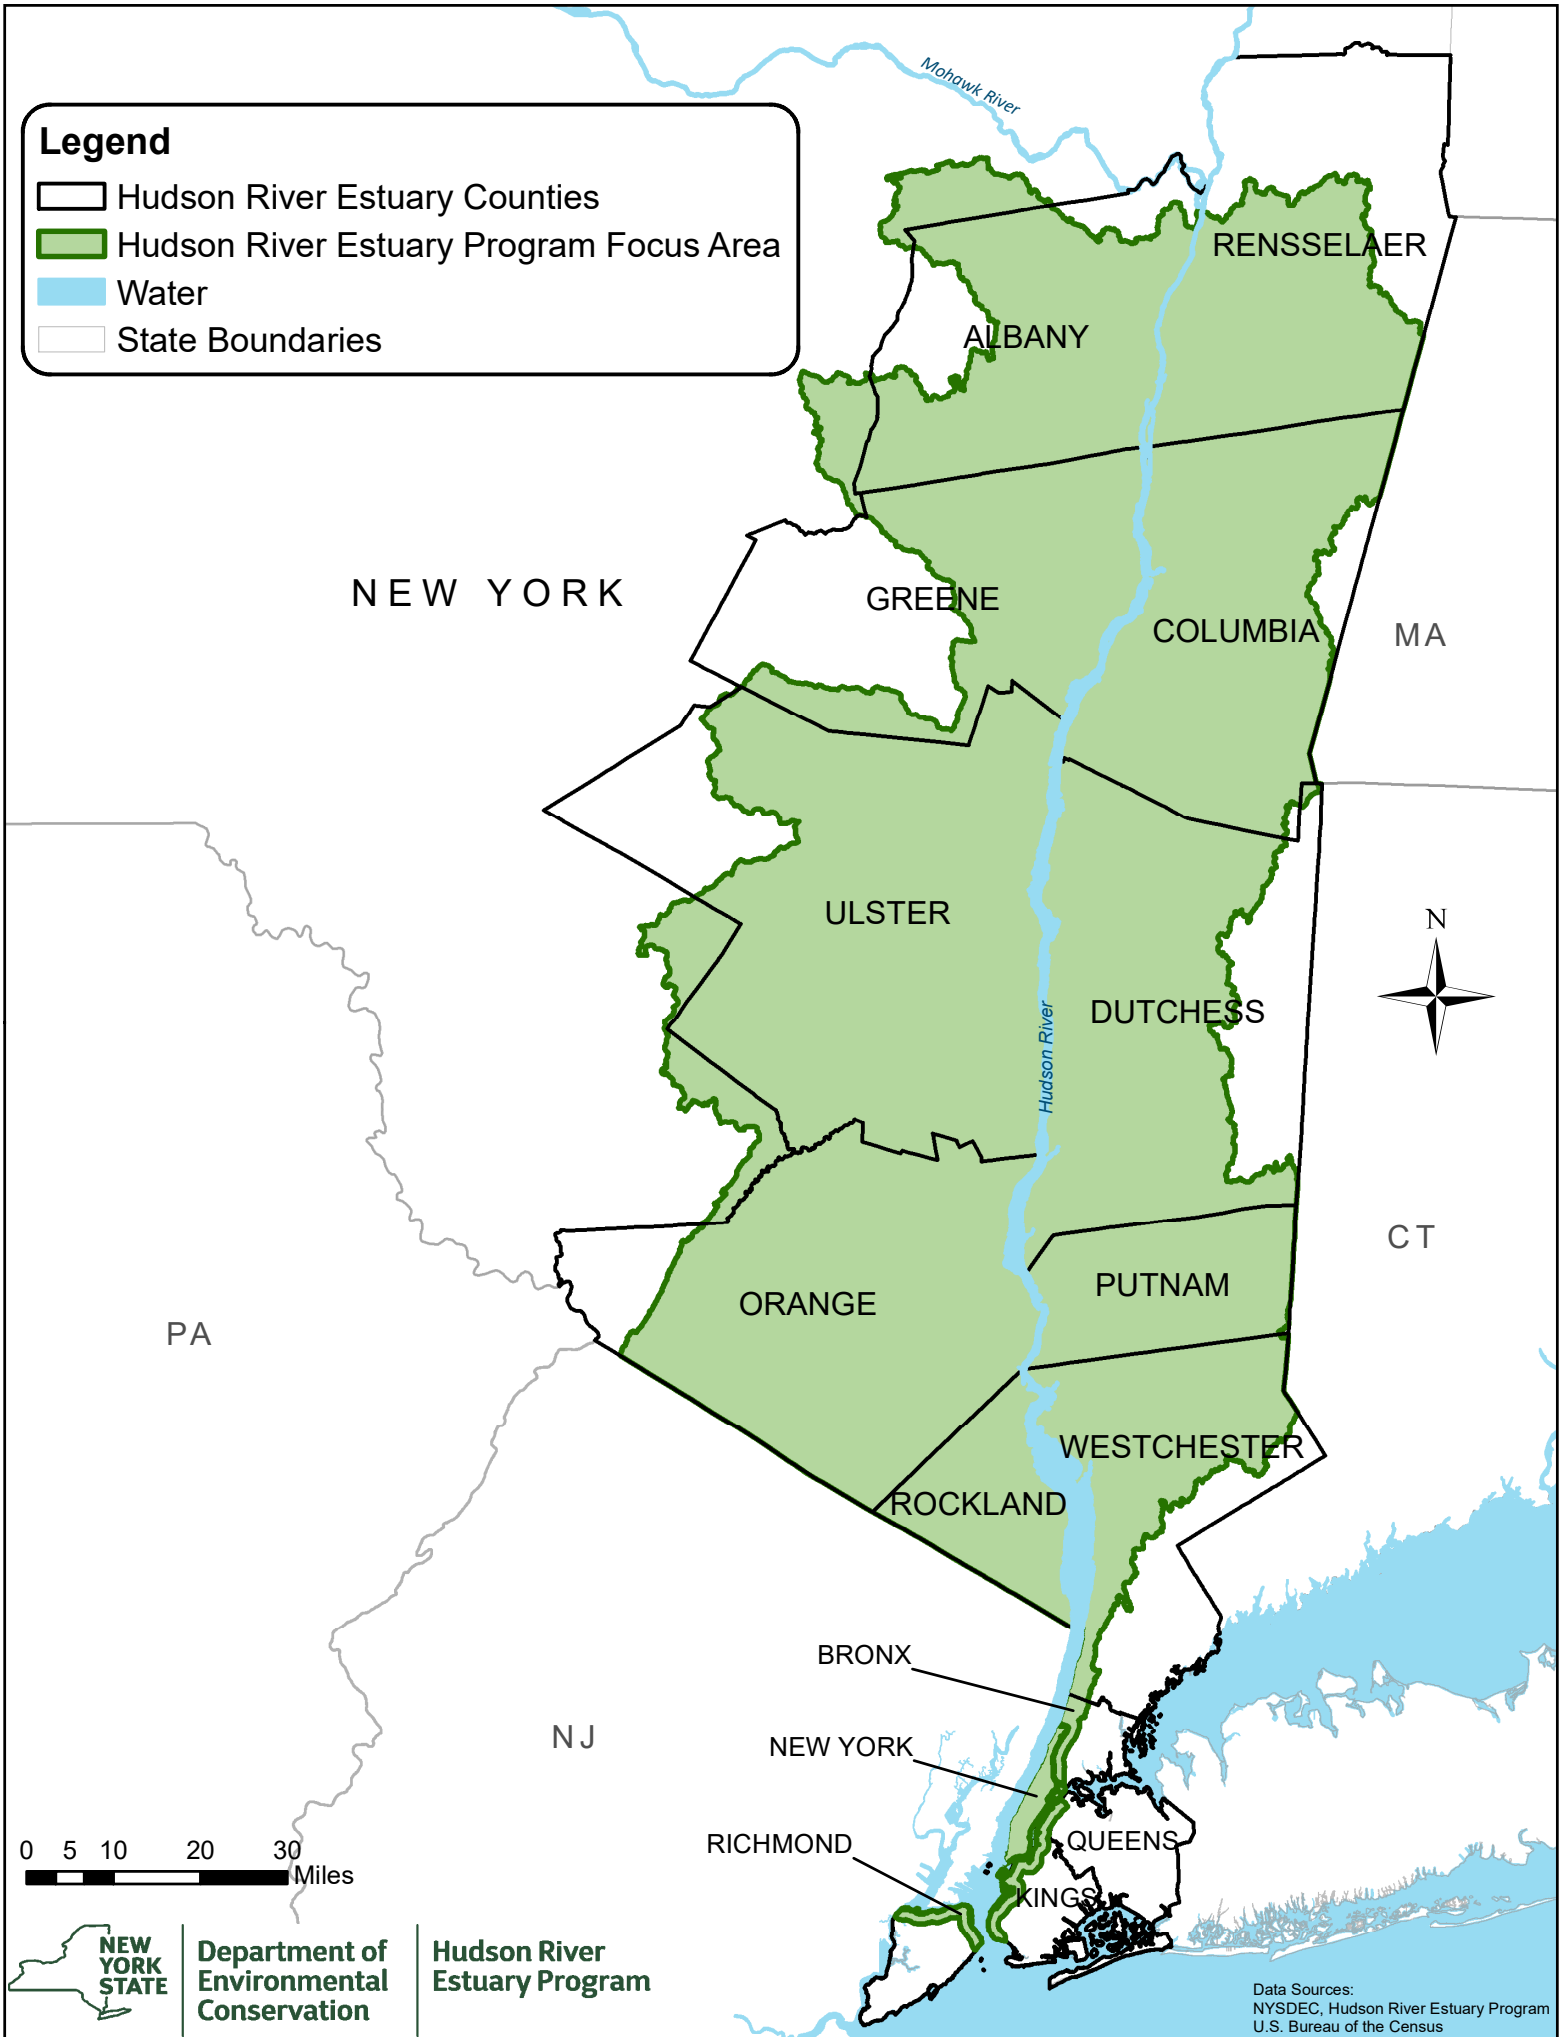 Mohawk River
Legend
Hudson River Estuary Counties
Hudson River Estuary Program Focus Area
Water
State Boundaries
RENSSELAER
ALBANY
NEW YORK
GREENE
COLUMBIA
MA
ULSTER
N
DUTCHESS
Hudson River
CT
PUTNAM
ORANGE
PA
WESTCHESTER
ROCKLAND
BRONX
NJ
NEW YORK
RICHMOND
QUEENS
KINGS
0 5 10 20 30
Miles
NEW
YORK
STATE
Department of
Environmental
Conservation
Hudson River
Estuary Program
Data Sources:
NYSDEC, Hudson River Estuary Program
U.S. Bureau of the Census